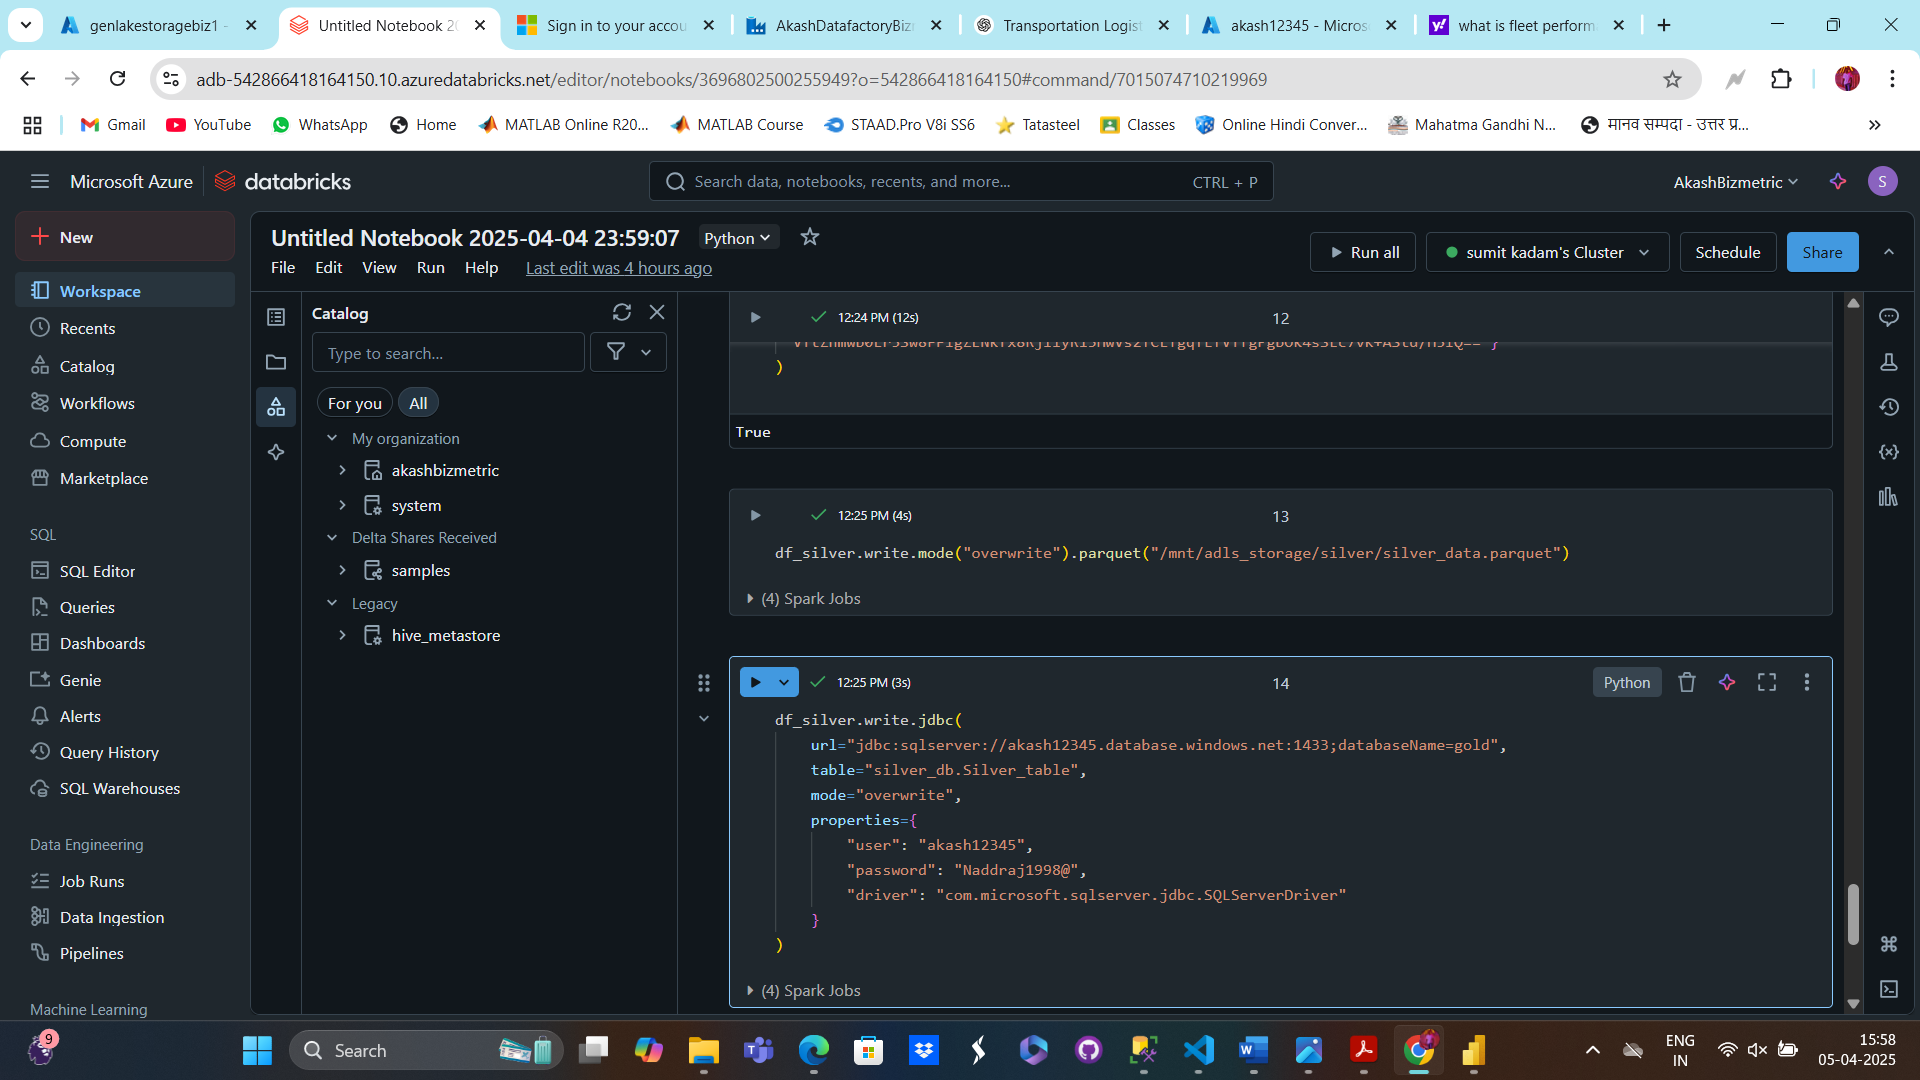 genlakestoragebiz1 -
Untitled Notebook 20
Sign in to your accou
AkashDatafactoryBizr
Transportation Logist
akash12345 - Micros
what is fleet perform
adb-542866418164150.10.azuredatabricks.net/editor/notebooks/3696802500255949?o=542866418164150#command/7015074710219969
Gmail
YouTube
WhatsApp
Home
MATLAB Online R20...
MATLAB Course
STAAD.Pro V8i SS6
Tatasteel
Classes
Online Hindi Conver...
Mahatma Gandhi N...
मानव सम्पदा - उत्तर प्र...
Microsoft Azure
databricks
Search data, notebooks, recents, and more...
CTRL + P
AkashBizmetric
S
New
Workspace
Recents
Catalog
Workflows
Compute
Marketplace
SQL
SQL Editor
Queries
Dashboards
Genie
Alerts
Query History
SQL Warehouses
Data Engineering
Job Runs
Data Ingestion
Pipelines
Machine Learning
Untitled Notebook 2025-04-04 23:59:07
Python
File Edit View Run Help Last edit was 4 hours ago
Run all
sumit kadam's Cluster
Schedule
Share
Catalog
Type to search...
For you
All
My organization
akashbizmetric
system
Delta Shares Received
samples
Legacy
hive_metastore
12:24 PM (12s)
12
)
True
12:25 PM (4s)
13
df_silver.write.mode("overwrite").parquet("/mnt/adls_storage/silver/silver_data.parquet")
(4) Spark Jobs
12:25 PM (3s)
14
Python
df_silver.write.jdbc(
url="jdbc:sqlserver://akash12345.database.windows.net:1433;databaseName=gold",
table="silver_db.Silver_table",
mode="overwrite",
properties={
"user": "akash12345",
"password": "Naddraj1998@",
"driver": "com.microsoft.sqlserver.jdbc.SQLServerDriver"
}
)
(4) Spark Jobs
9
Search
ENG
IN
15:58
05-04-2025